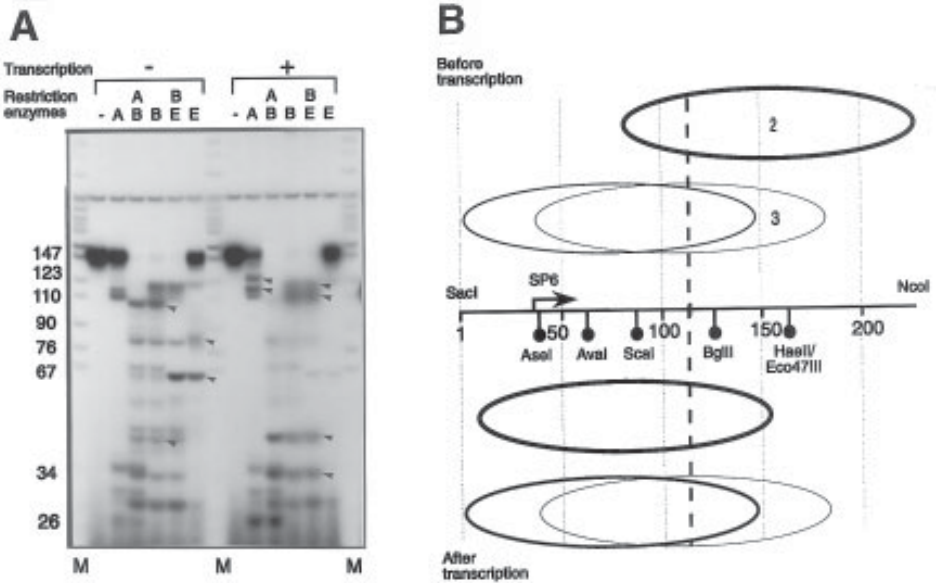 A
B
Transcription - +
Restriction A B A B
enzymes - A B B E E - A B B E E
147
123
110
90
76
67
34
26
M M M
Before
transcription
2
3
SP6
SacI NcoI
1 50 100 150 200
AseI AvaI ScaI BglII HaeII/
Eco47III
After
transcription